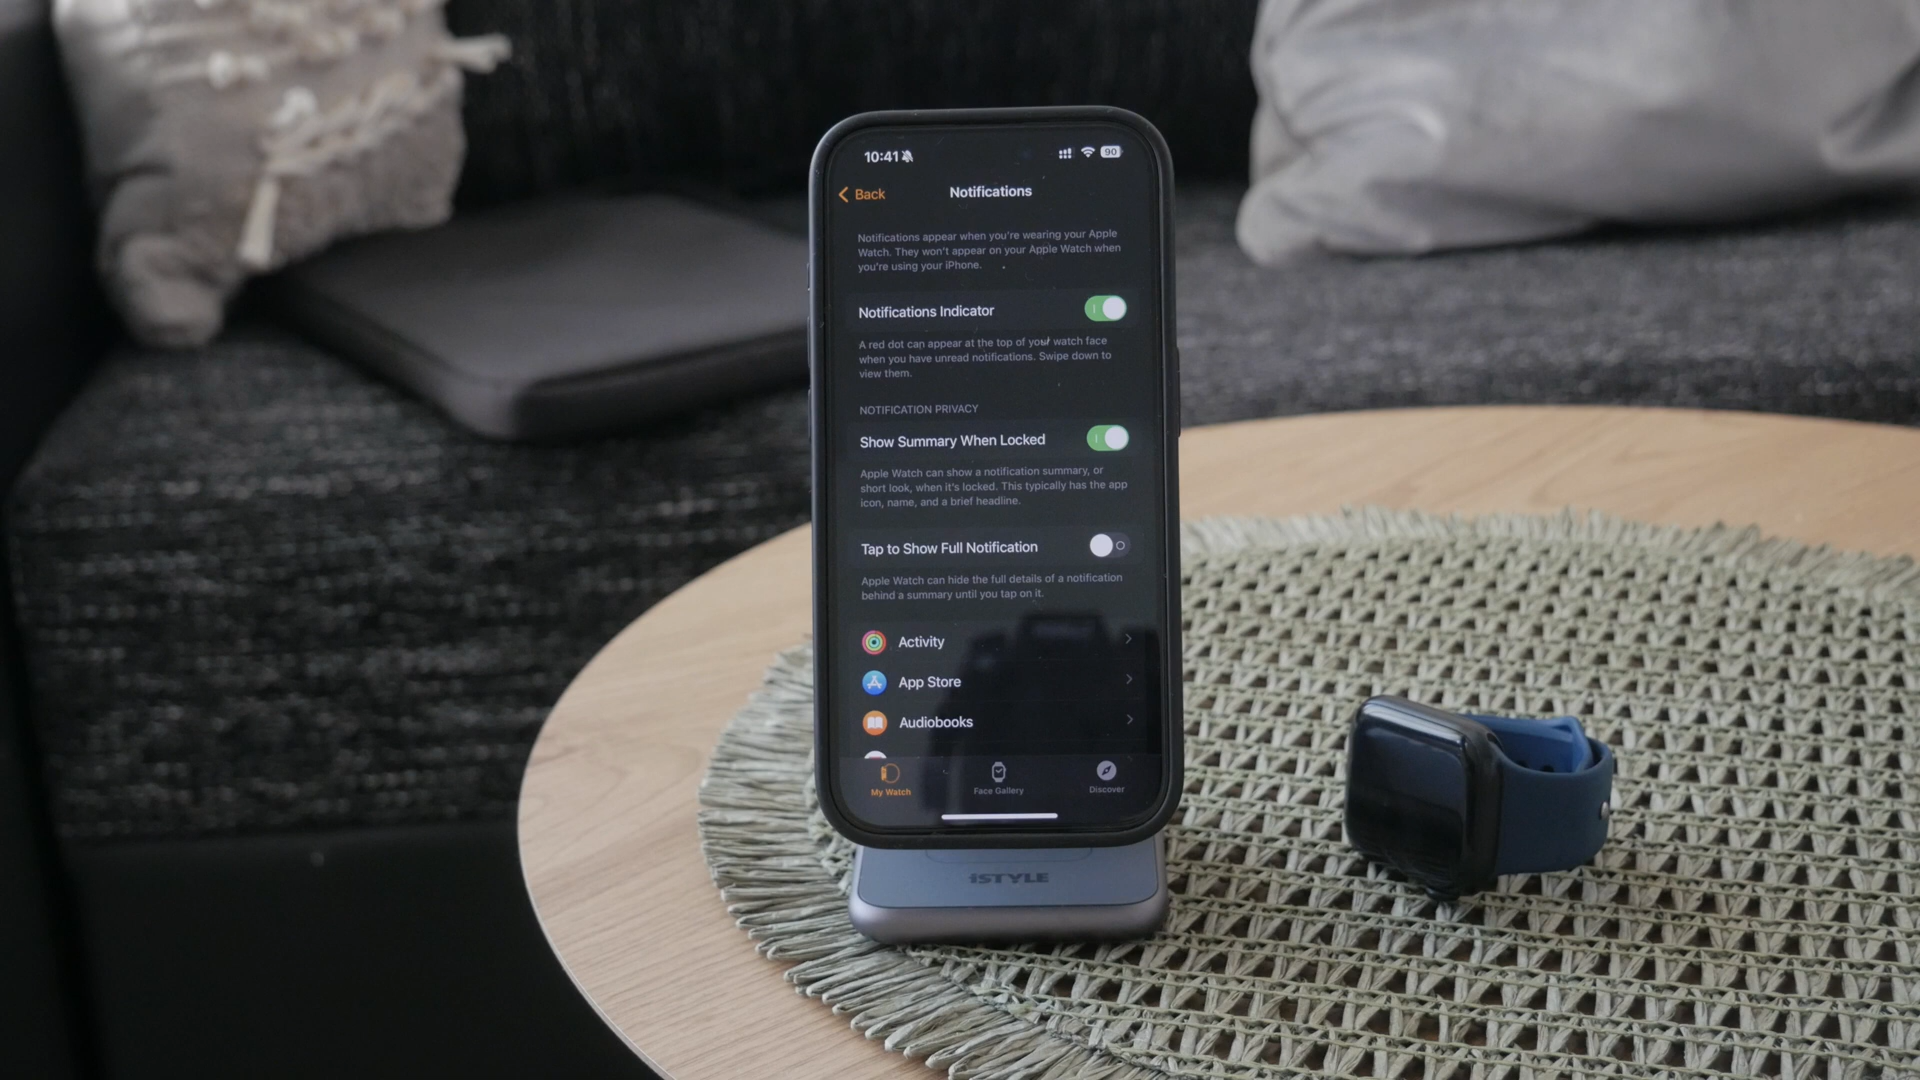 10:41
90
Back
Notifications
Notifications appear when you're wearing your Apple
Watch. They won't appear on your Apple Watch when
you're using your iPhone.
Notifications Indicator
A red dot can appear at the top of your watch face
when you have unread notifications. Swipe down to
view them.
NOTIFICATION PRIVACY
Show Summary When Locked
Apple Watch can show a notification summary, or
short look, when it's locked. This typically has the app
icon, name, and a brief headline.
Tap to Show Full Notification
Apple Watch can hide the full details of a notification
behind a summary until you tap on it.
Activity
App Store
Audiobooks
My Watch
Face Gallery
Discover
iSTYLE